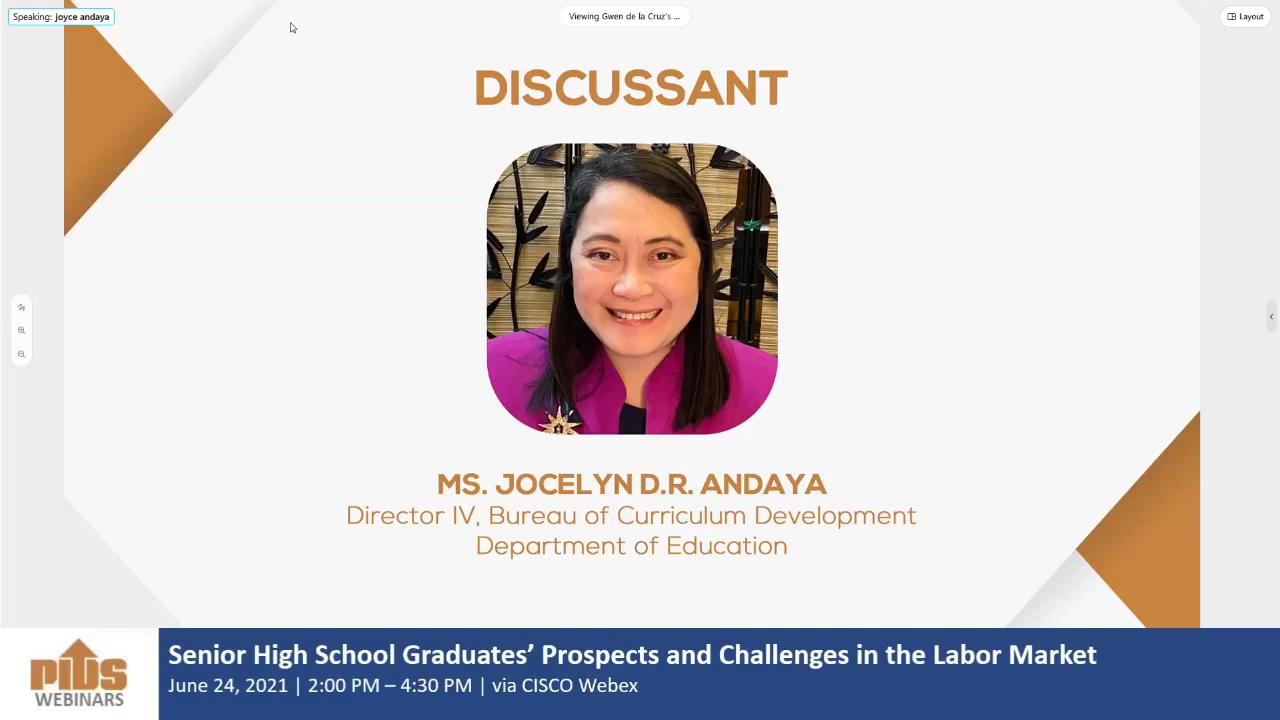 Speaking: joyce andaya
Viewing Gwen de la Cruz's ...
Layout
DISCUSSANT
MS. JOCELYN D.R. ANDAYA
Director IV, Bureau of Curriculum Development
Department of Education
PIDS
WEBINARS
Senior High School Graduates’ Prospects and Challenges in the Labor Market
June 24, 2021 | 2:00 PM – 4:30 PM | via CISCO Webex